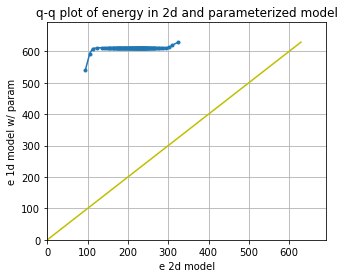 q-q plot of energy in 2d and parameterized model
e 1d model w/ param
600
500
400
300
200
100
0
0 100 200 300 400 500 600
e 2d model